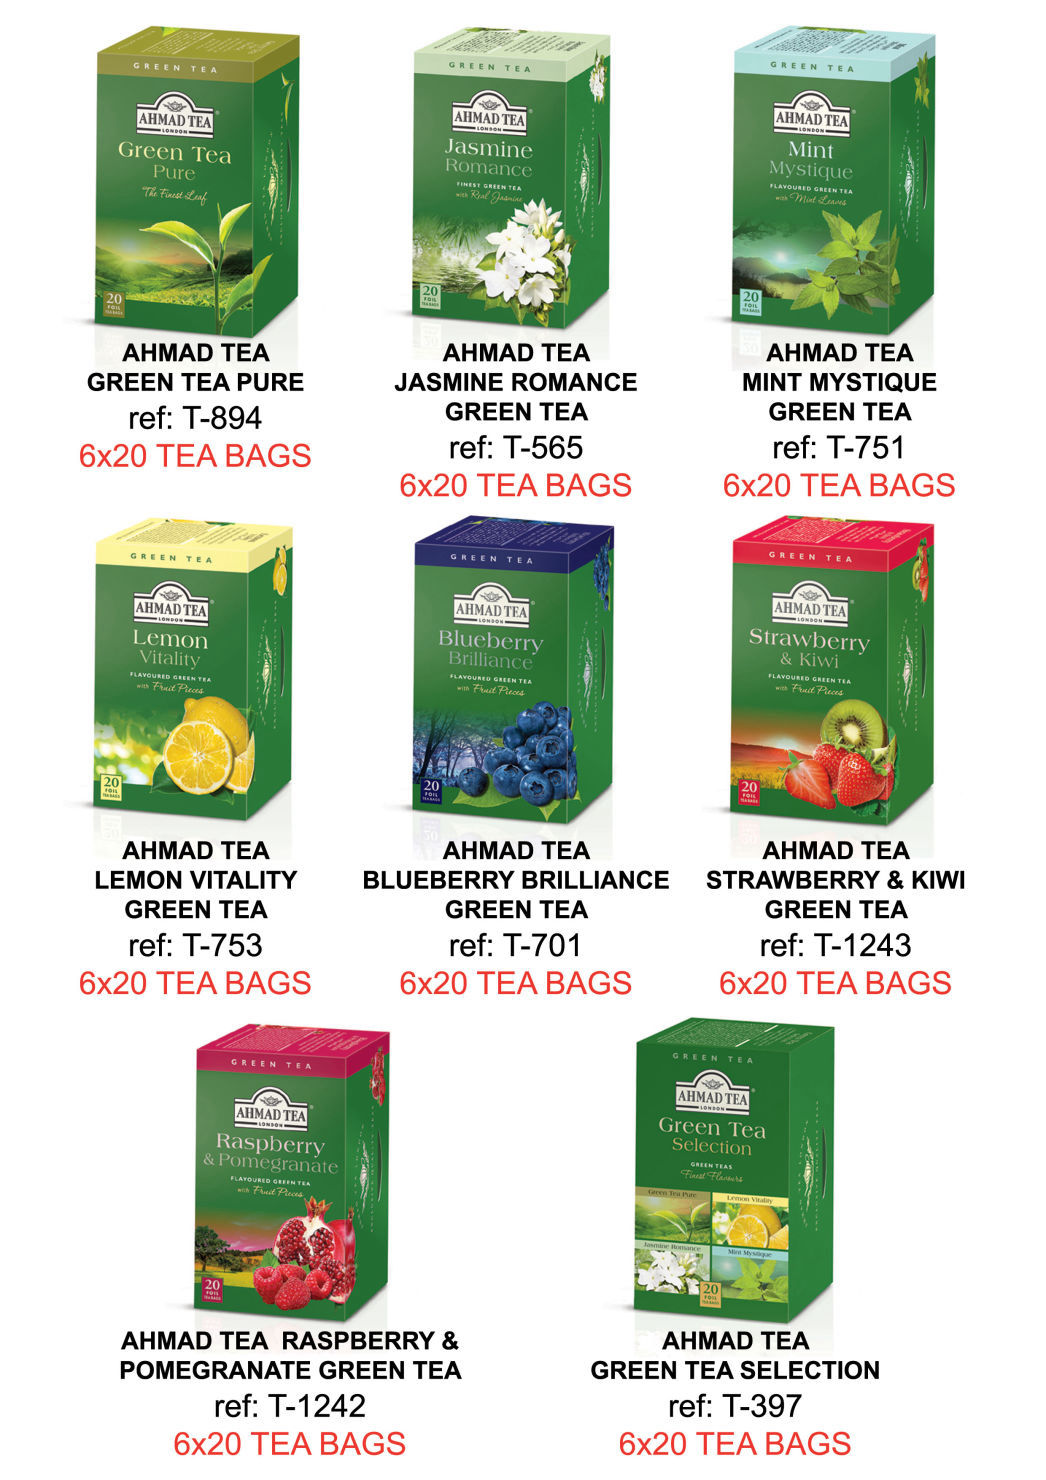 GREEN TEA
AHMAD TEA
LONDON
Green Tea
Pure
The Finest Leaf
20
FOIL
TEA BAGS
AHMAD TEA
GREEN TEA PURE
ref: T-894
6x20 TEA BAGS
GREEN TEA
AHMAD TEA
LONDON
Jasmine
Romance
FINEST GREEN TEA
with Real Jasmine
20
FOIL
TEA BAGS
AHMAD TEA
JASMINE ROMANCE
GREEN TEA
ref: T-565
6x20 TEA BAGS
GREEN TEA
AHMAD TEA
LONDON
Mint
Mystique
FLAVOURED GREEN TEA
with Mint Leaves
20
FOIL
TEA BAGS
AHMAD TEA
MINT MYSTIQUE
GREEN TEA
ref: T-751
6x20 TEA BAGS
GREEN TEA
AHMAD TEA
LONDON
Lemon
Vitality
FLAVOURED GREEN TEA
with Fruit Pieces
20
FOIL
TEA BAGS
AHMAD TEA
LEMON VITALITY
GREEN TEA
ref: T-753
6x20 TEA BAGS
GREEN TEA
AHMAD TEA
LONDON
Blueberry
Brilliance
FLAVOURED GREEN TEA
with Fruit Pieces
20
FOIL
TEA BAGS
AHMAD TEA
BLUEBERRY BRILLIANCE
GREEN TEA
ref: T-701
6x20 TEA BAGS
GREEN TEA
AHMAD TEA
LONDON
Strawberry
& Kiwi
FLAVOURED GREEN TEA
with Fruit Pieces
20
FOIL
TEA BAGS
AHMAD TEA
STRAWBERRY & KIWI
GREEN TEA
ref: T-1243
6x20 TEA BAGS
GREEN TEA
AHMAD TEA
LONDON
Raspberry
& Pomegranate
FLAVOURED GREEN TEA
with Fruit Pieces
20
FOIL
TEA BAGS
AHMAD TEA RASPBERRY &
POMEGRANATE GREEN TEA
ref: T-1242
6x20 TEA BAGS
GREEN TEA
AHMAD TEA
LONDON
Green Tea
Selection
GREEN TEAS
Finest Flavours
Green Tea Pure
Lemon Vitality
Jasmine Romance
Mint Mystique
20
FOIL
TEA BAGS
AHMAD TEA
GREEN TEA SELECTION
ref: T-397
6x20 TEA BAGS